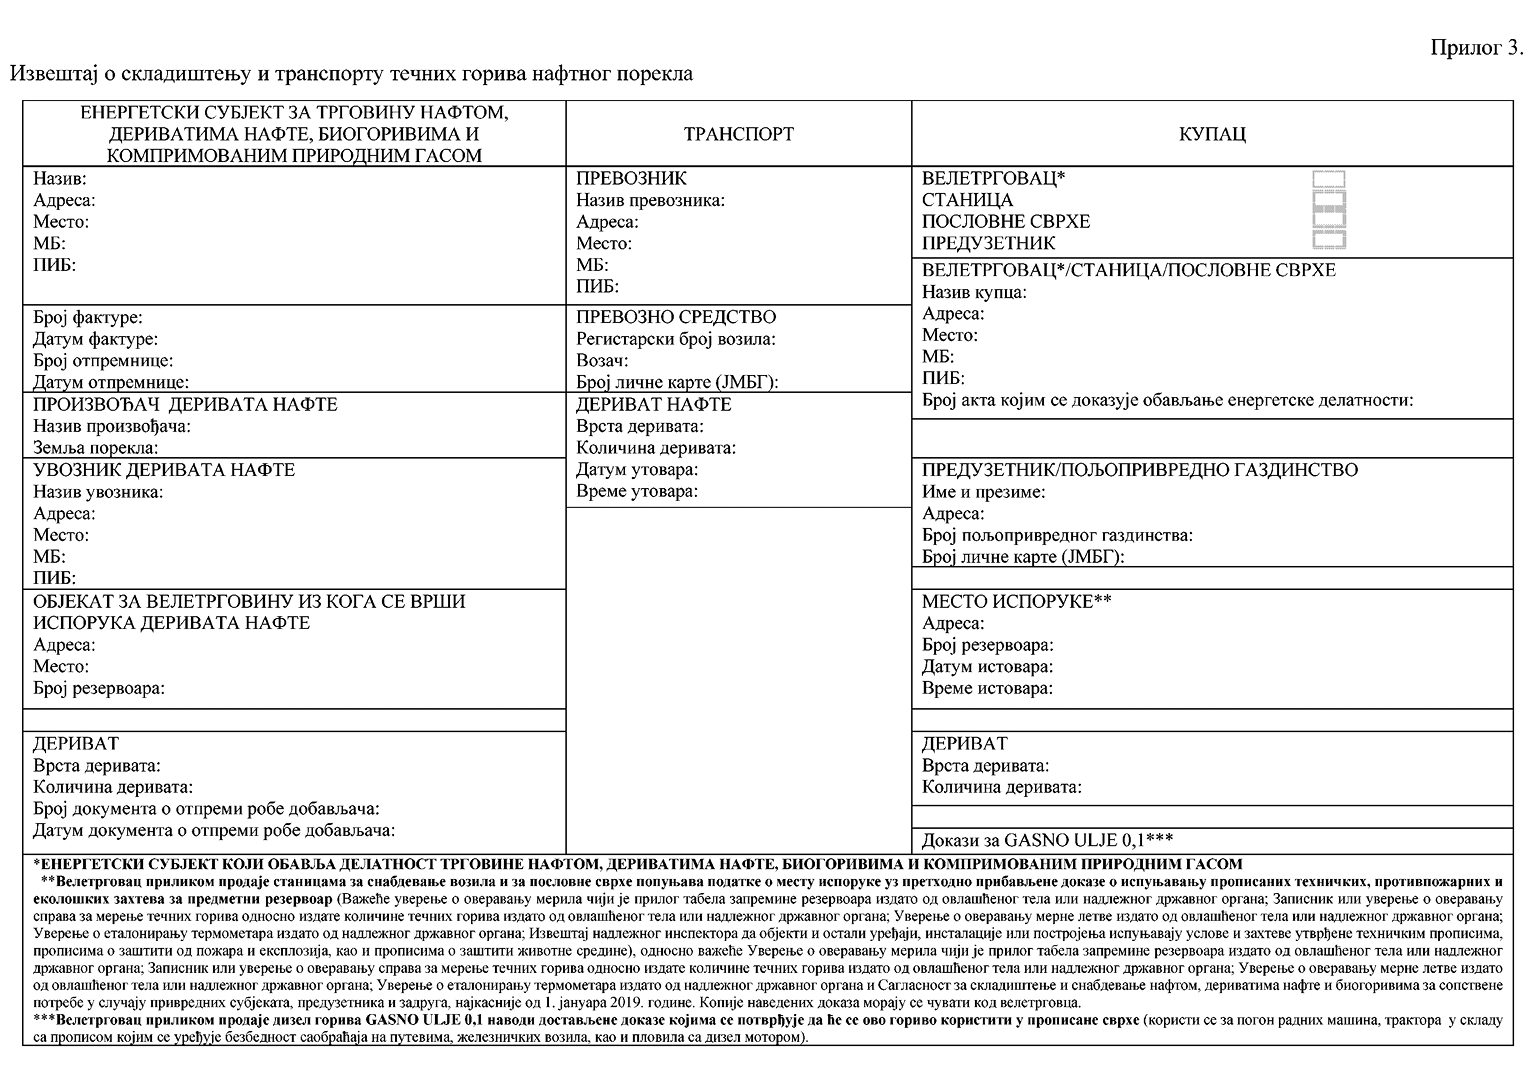 Прилог 3.
Извештај о складиштењу и транспорту течних горива нафтног порекла
ЕНЕРГЕТСКИ СУБЈЕКТ ЗА ТРГОВИНУ НАФТОМ,
ДЕРИВАТИМА НАФТЕ, БИОГОРИВИМА И
КОМПРИМОВАНИМ ПРИРОДНИМ ГАСОМ
Назив:
Адреса:
Место:
МБ:
ПИБ:
Број фактуре:
Датум фактуре:
Број отпремнице:
Датум отпремнице:
ПРОИЗВОЂАЧ ДЕРИВАТА НАФТЕ
Назив произвођача:
Земља порекла:
УВОЗНИК ДЕРИВАТА НАФТЕ
Назив увозника:
Адреса:
Место:
МБ:
ПИБ:
ОБЈЕКАТ ЗА ВЕЛЕТРГОВИНУ ИЗ КОГА СЕ ВРШИ
ИСПОРУКА ДЕРИВАТА НАФТЕ
Адреса:
Место:
Број резервоара:
ДЕРИВАТ
Врста деривата:
Количина деривата:
Број документа о отпреми робе добављача:
Датум документа о отпреми робе добављача:
ТРАНСПОРТ
ПРЕВОЗНИК
Назив превозника:
Адреса:
Место:
МБ:
ПИБ:
ПРЕВОЗНО СРЕДСТВО
Регистарски број возила:
Возач:
Број личне карте (ЈМБГ):
ДЕРИВАТ НАФТЕ
Врста деривата:
Количина деривата:
Датум утовара:
Време утовара:
КУПАЦ
ВЕЛЕТРГОВАЦ*
СТАНИЦА
ПОСЛОВНЕ СВРХЕ
ПРЕДУЗЕТНИК
ВЕЛЕТРГОВАЦ*/СТАНИЦА/ПОСЛОВНЕ СВРХЕ
Назив купца:
Адреса:
Место:
МБ:
ПИБ:
Број акта којим се доказује обављање енергетске делатности:
ПРЕДУЗЕТНИК/ПОЉОПРИВРЕДНО ГАЗДИНСТВО
Име и презиме:
Адреса:
Број пољопривредног газдинства:
Број личне карте (ЈМБГ):
МЕСТО ИСПОРУКЕ**
Адреса:
Број резервоара:
Датум истовара:
Време истовара:
ДЕРИВАТ
Врста деривата:
Количина деривата:
Докази за GASNO ULJE 0,1***
*ЕНЕРГЕТСКИ СУБЈЕКТ КОЈИ ОБАВЉА ДЕЛАТНОСТ ТРГОВИНЕ НАФТОМ, ДЕРИВАТИМА НАФТЕ, БИОГОРИВИМА И КОМПРИМОВАНИМ ПРИРОДНИМ ГАСОМ
**Велетрговац приликом продаје станицама за снабдевање возила и за пословне сврхе попуњава податке о месту испоруке уз претходно прибављене доказе о испуњавању прописаних техничких, противпожарних и
еколошких захтева за предметни резервоар (Важеће уверење о оверавању мерила чији је прилог табела запремине резервоара издато од овлашћеног тела или надлежног државног органа; Записник или уверење о оверавању
справа за мерење течних горива односно издате количине течних горива издато од овлашћеног тела или надлежног државног органа; Уверење о оверавању мерне летве издато од овлашћеног тела или надлежног државног органа;
Уверење о еталонирању термометара издато од надлежног државног органа; Извештај надлежног инспектора да објекти и остали уређаји, инсталације или постројења испуњавају услове и захтеве утврђене техничким прописима,
прописима о заштити од пожара и експлозија, као и прописима о заштити животне средине), односно важеће Уверење о оверавању мерила чији је прилог табела запремине резервоара издато од овлашћеног тела или надлежног
државног органа; Записник или уверење о оверавању справа за мерење течних горива односно издате количине течних горива издато од овлашћеног тела или надлежног државног органа; Уверење о оверавању мерне летве издато
од овлашћеног тела или надлежног државног органа; Уверење о еталонирању термометара издато од надлежног државног органа и Сагласност за складиштење и снабдевање нафтом, дериватима нафте и биогоривима за сопствене
потребе у случају привредних субјеката, предузетника и задруга, најкасније од 1. јануара 2019. године. Копије наведених доказа морају се чувати код велетрговца.
***Велетрговац приликом продаје дизел горива GASNO ULJE 0,1 наводи достављене доказе којима се потврђује да ће се ово гориво користити у прописане сврхе (користи се за погон радних машина, трактора у складу
са прописом којим се уређује безбедност саобраћаја на путевима, железничких возила, као и пловила са дизел мотором).